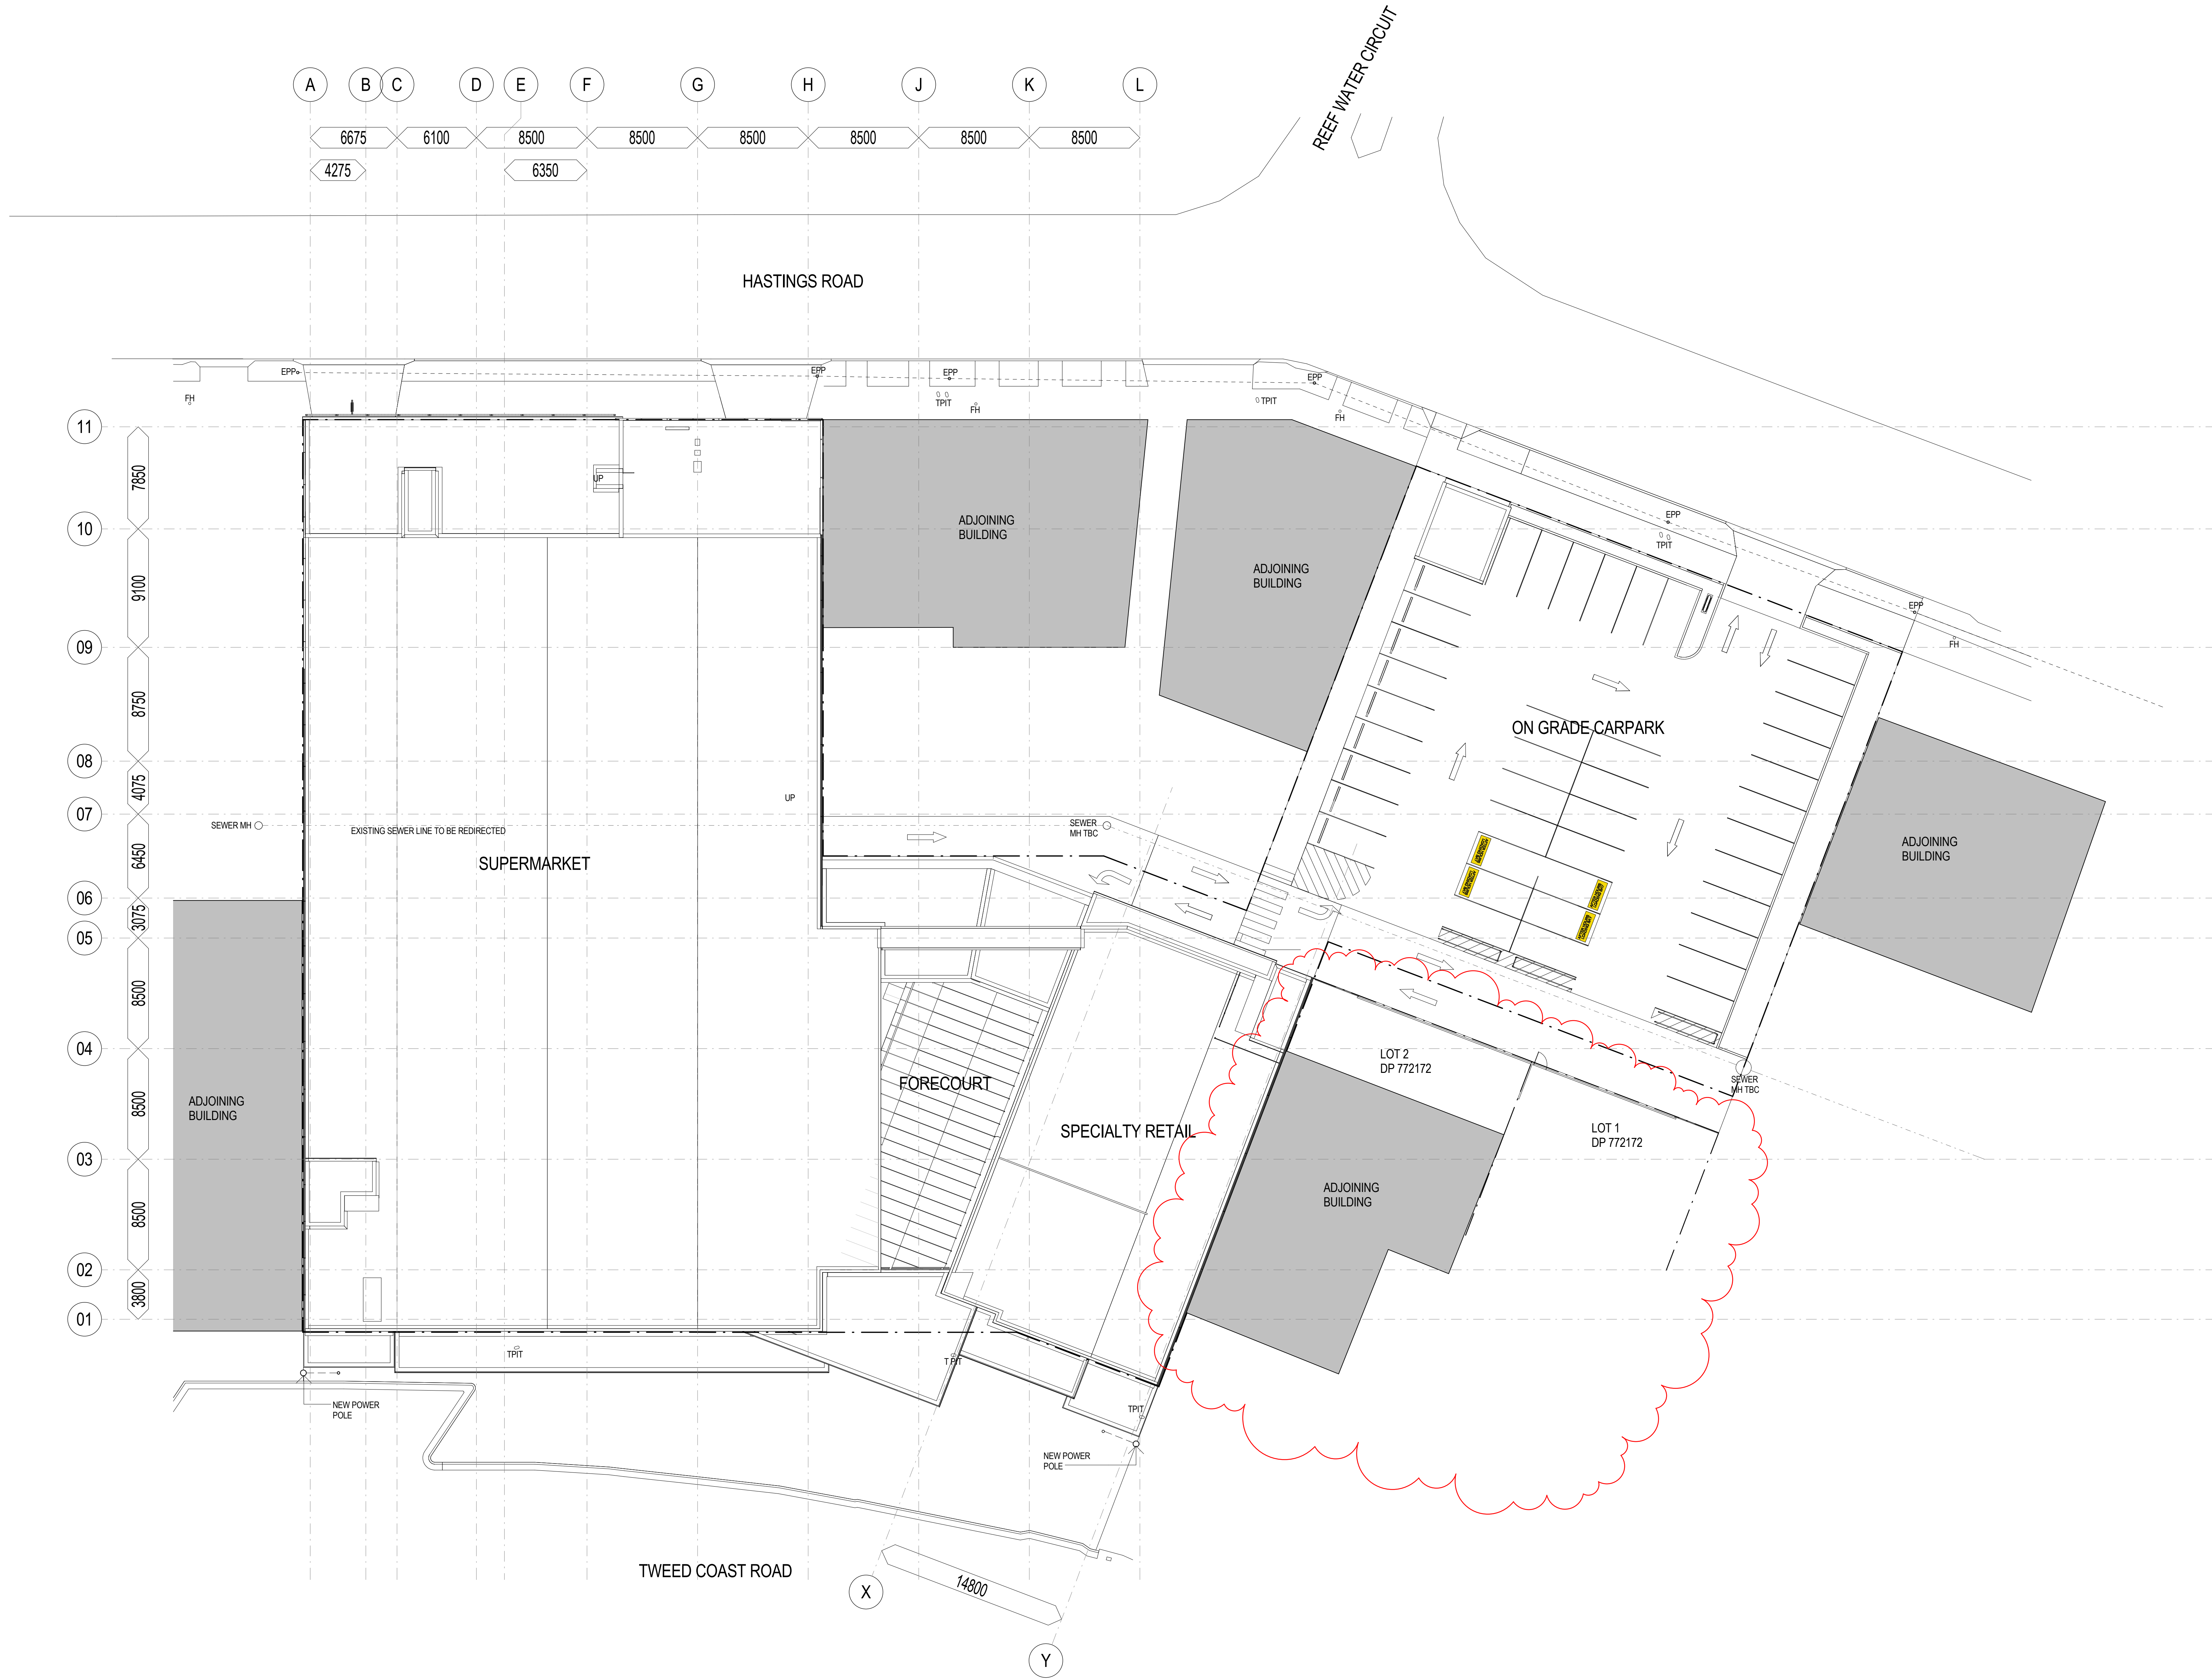 REEF WATER CIRCUIT
A B C D E F G H J K L
6675 6100 8500 8500 8500 8500 8500 8500
4275 6350
HASTINGS ROAD
EPP
EPP
EPP
EPP
FH
TPIT
FH
TPIT
FH
11
7850
UP
10
ADJOINING
BUILDING
EPP
TPIT
9100
ADJOINING
BUILDING
EPP
FH
09
8750
ON GRADE CARPARK
08
4075
UP
07
SEWER MH
EXISTING SEWER LINE TO BE REDIRECTED
SEWER
MH TBC
6450
SUPERMARKET
ADJOINING
BUILDING
06
3075
05
8500
04
LOT 2
DP 772172
FORECOURT
SEWER
MH TBC
8500
ADJOINING
BUILDING
SPECIALTY RETAIL
LOT 1
DP 772172
03
8500
ADJOINING
BUILDING
02
3800
01
TPIT
TPIT
NEW POWER
POLE
TPIT
NEW POWER
POLE
TWEED COAST ROAD
X
14800
Y